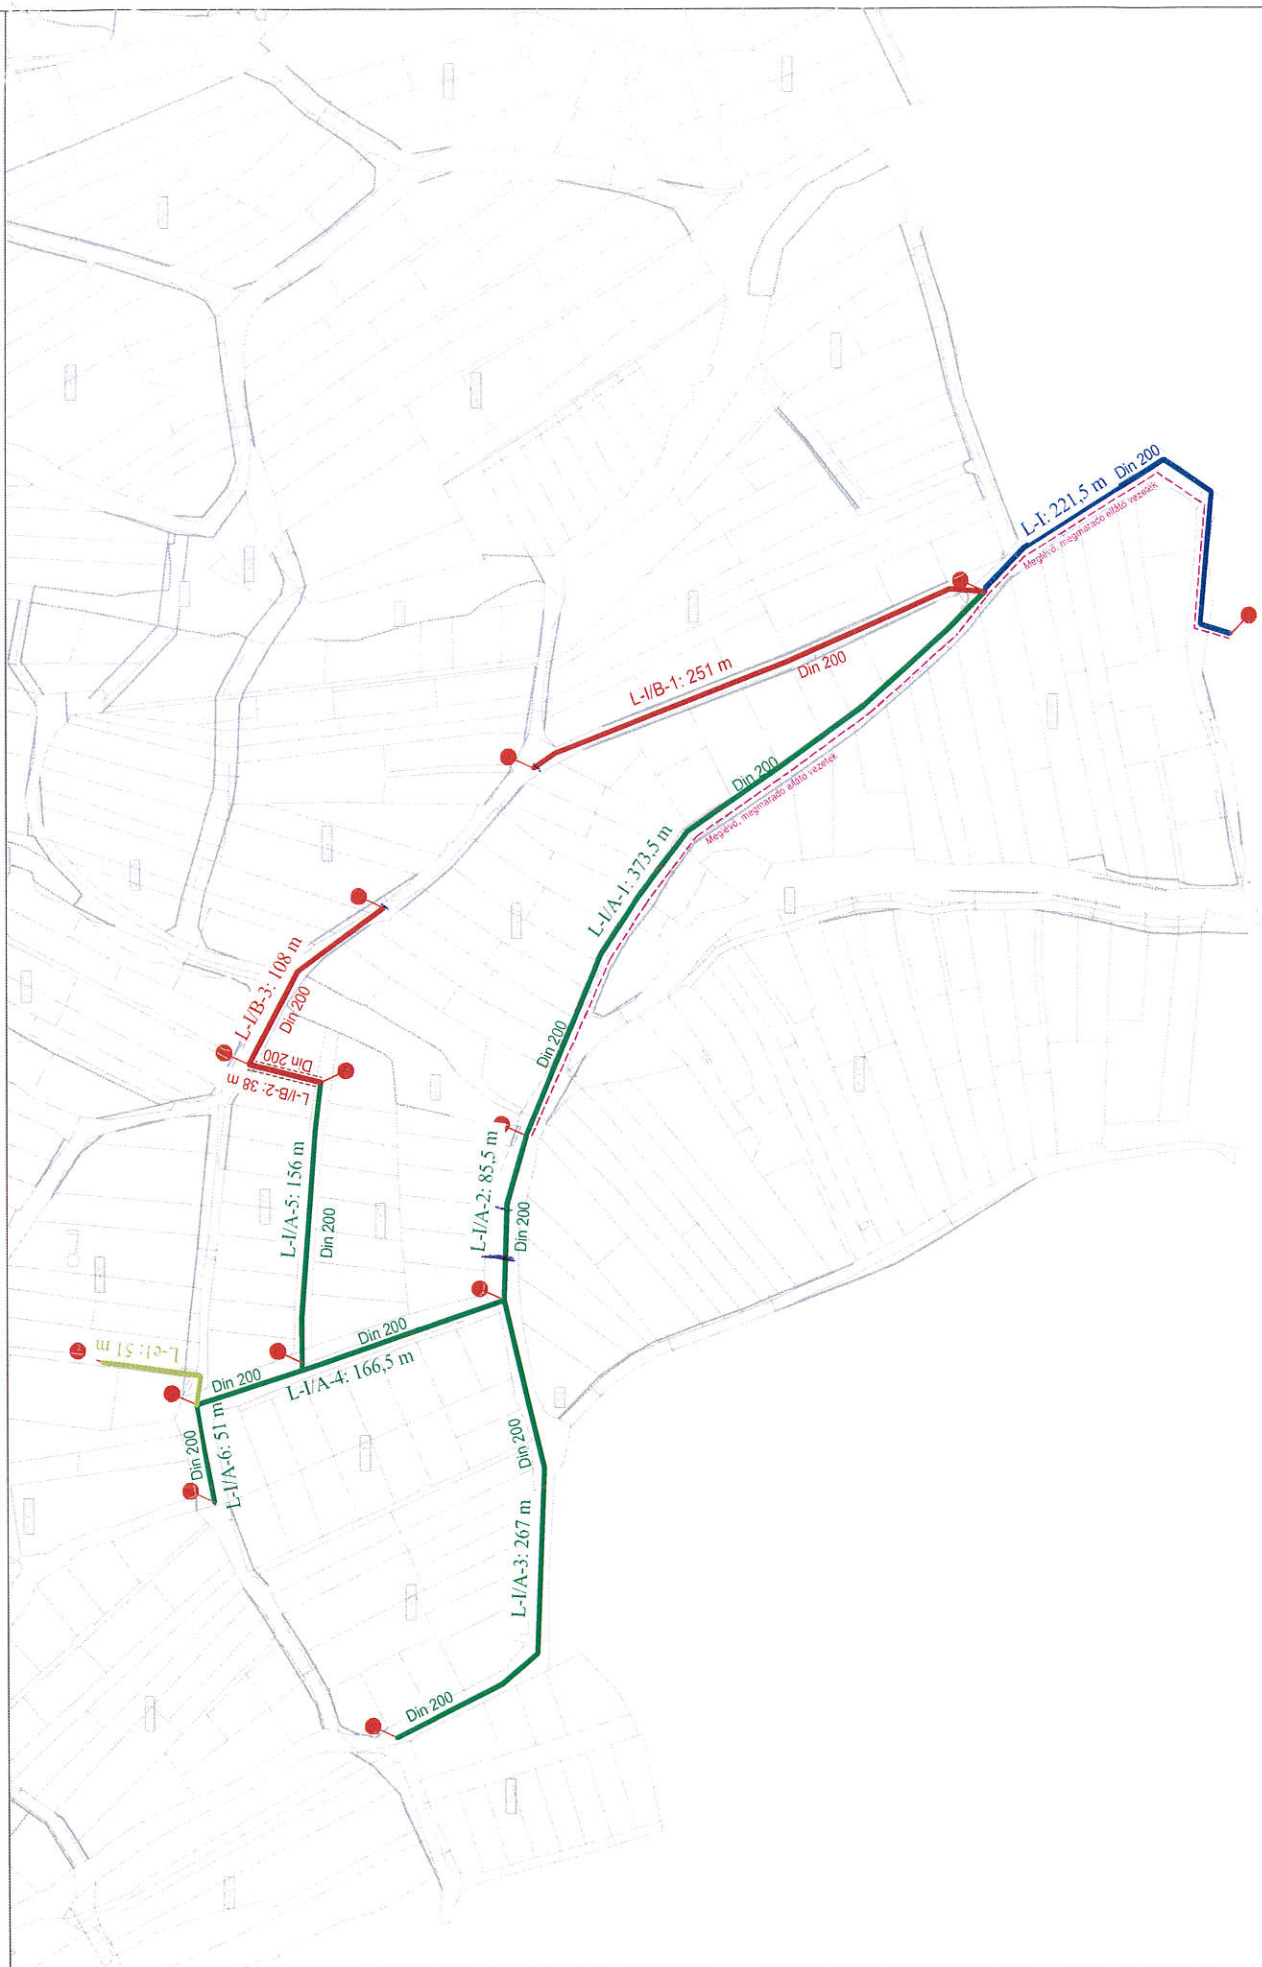 L-I: 221,5 m
Din 200
Meglévő, megmaradó ellátó vezeték
L-I/B-1: 251 m
Din 200
Din 200
Meglévő, megmaradó ellátó vezeték
L-I/A-1: 373,5 m
L-I/B-3: 108 m
Din 200
Din 200
L-I/B-2: 38 m
Din 200
L-I/A-2: 85,5 m
Din 200
L-I/A-5: 156 m
Din 200
Din 200
L-I/A-4: 166,5 m
L-el: 51 m
Din 200
L-I/A-6: 51 m
Din 200
Din 200
L-I/A-3: 267 m
Din 200